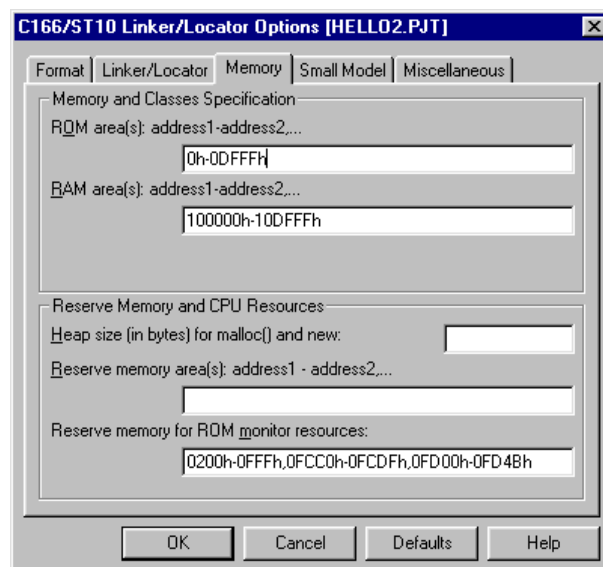 C166/ST10 Linker/Locator Options [HELLO2.PJT]
Format Linker/Locator Memory Small Model Miscellaneous
Memory and Classes Specification
ROM area(s): address1-address2,...
0h-0DFFFh
RAM area(s): address1-address2,...
100000h-10DFFFh
Reserve Memory and CPU Resources
Heap size (in bytes) for malloc() and new:
Reserve memory area(s): address1 - address2,...
Reserve memory for ROM monitor resources:
0200h-0FFFh,0FCC0h-0FCDFh,0FD00h-0FD4Bh
OK Cancel Defaults Help